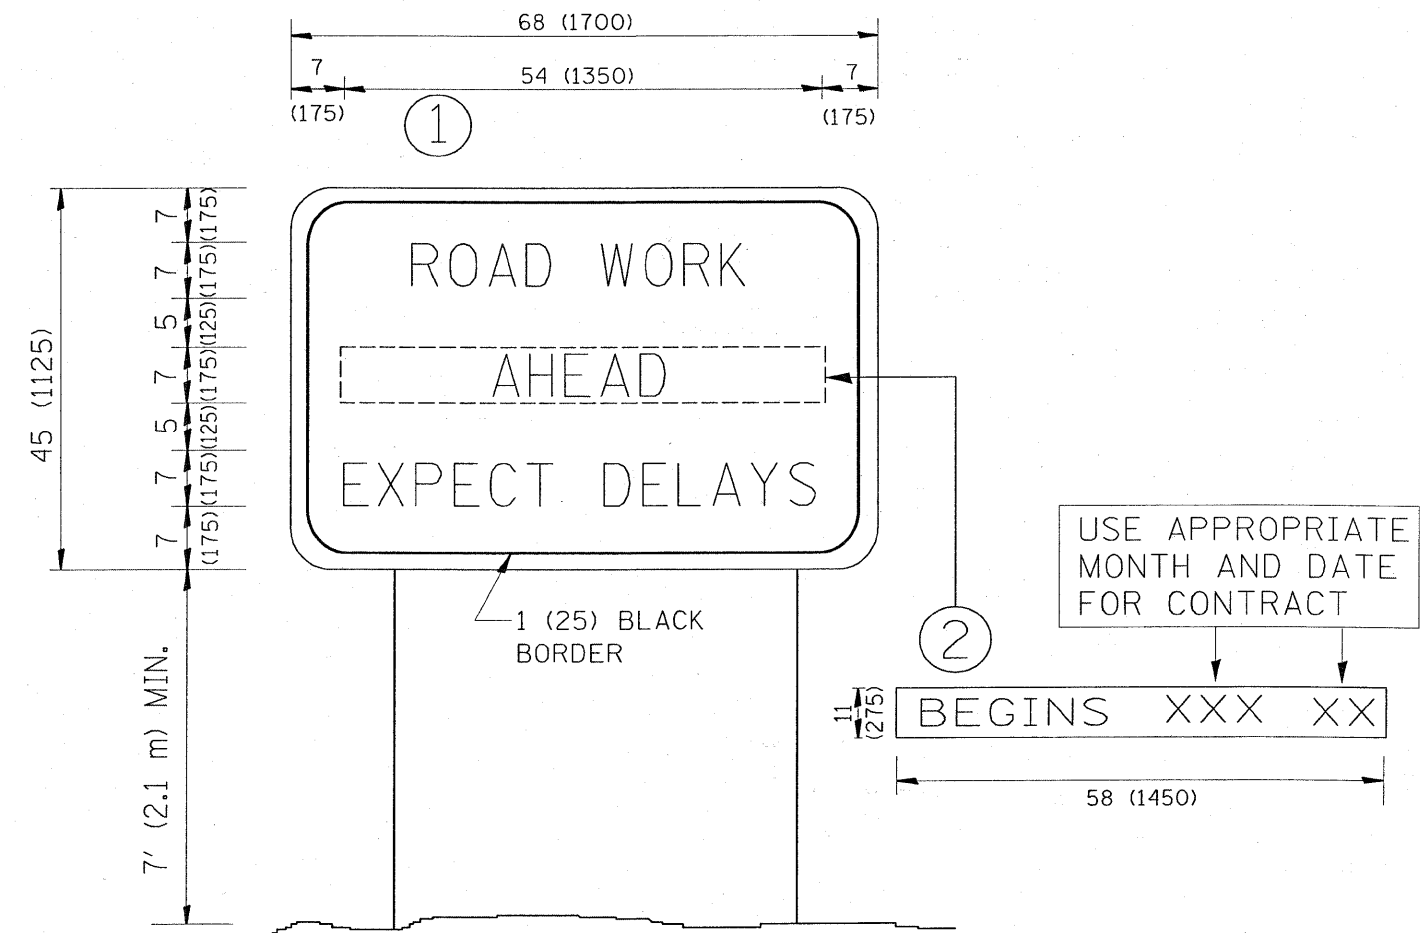 68 (1700)
7
54 (1350)
7
(175)
(175)
1
45 (1125)
7 (175)
7 (175)
5 (125)
7 (175)
5 (125)
7 (175)
7 (175)
ROAD WORK
AHEAD
EXPECT DELAYS
1 (25) BLACK
BORDER
7' (2.1 m) MIN.
USE APPROPRIATE
MONTH AND DATE
FOR CONTRACT
2
11
(275)
BEGINS XXX XX
58 (1450)